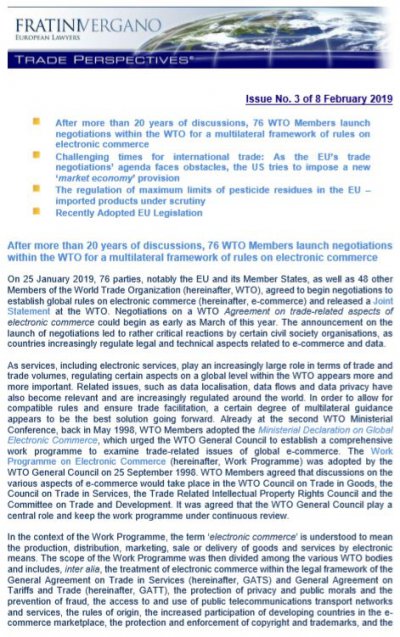 FRATINIVERGANO
EUROPEAN LAWYERS
TRADE PERSPECTIVES®
Issue No. 3 of 8 February 2019
After more than 20 years of discussions, 76 WTO Members launch
negotiations within the WTO for a multilateral framework of rules on
electronic commerce
Challenging times for international trade: As the EU's trade
negotiations' agenda faces obstacles, the US tries to impose a new
'market economy' provision
The regulation of maximum limits of pesticide residues in the EU –
imported products under scrutiny
Recently Adopted EU Legislation
After more than 20 years of discussions, 76 WTO Members launch negotiations
within the WTO for a multilateral framework of rules on electronic commerce
On 25 January 2019, 76 parties, notably the EU and its Member States, as well as 48 other
Members of the World Trade Organization (hereinafter, WTO), agreed to begin negotiations to
establish global rules on electronic commerce (hereinafter, e-commerce) and released a Joint
Statement at the WTO. Negotiations on a WTO Agreement on trade-related aspects of
electronic commerce could begin as early as March of this year. The announcement on the
launch of negotiations led to rather critical reactions by certain civil society organisations, as
countries increasingly regulate legal and technical aspects related to e-commerce and data.
As services, including electronic services, play an increasingly large role in terms of trade and
trade volumes, regulating certain aspects on a global level within the WTO appears more and
more important. Related issues, such as data localisation, data flows and data privacy have
also become relevant and are increasingly regulated around the world. In order to allow for
compatible rules and ensure trade facilitation, a certain degree of multilateral guidance
appears to be the best solution going forward. Already at the second WTO Ministerial
Conference, back in May 1998, WTO Members adopted the Ministerial Declaration on Global
Electronic Commerce, which urged the WTO General Council to establish a comprehensive
work programme to examine trade-related issues of global e-commerce. The Work
Programme on Electronic Commerce (hereinafter, Work Programme) was adopted by the
WTO General Council on 25 September 1998. WTO Members agreed that discussions on the
various aspects of e-commerce would take place in the WTO Council on Trade in Goods, the
Council on Trade in Services, the Trade Related Intellectual Property Rights Council and the
Committee on Trade and Development. It was agreed that the WTO General Council play a
central role and keep the work programme under continuous review.
In the context of the Work Programme, the term 'electronic commerce' is understood to mean
the production, distribution, marketing, sale or delivery of goods and services by electronic
means. The scope of the Work Programme was then divided among the various WTO bodies
and includes, inter alia, the treatment of electronic commerce within the legal framework of the
General Agreement on Trade in Services (hereinafter, GATS) and General Agreement on
Tariffs and Trade (hereinafter, GATT), the protection of privacy and public morals and the
prevention of fraud, the access to and use of public telecommunications transport networks
and services, the rules of origin, the increased participation of developing countries in the e-
commerce marketplace, the protection and enforcement of copyright and trademarks, and the